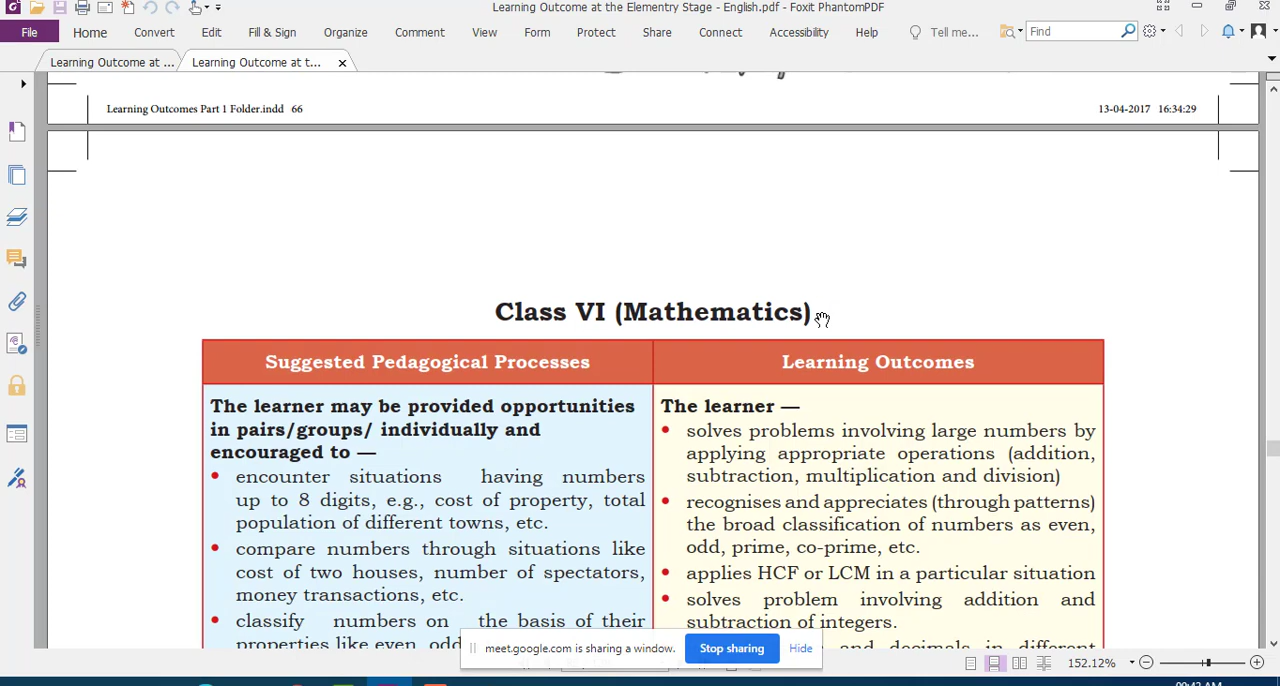 Learning Outcome at the Elementry Stage - English.pdf - Foxit PhantomPDF
File Home Convert Edit Fill & Sign Organize Comment View Form Protect Share Connect Accessibility Help Tell me... Find
Learning Outcome at ... Learning Outcome at t...
Learning Outcomes Part 1 Folder.indd 66
13-04-2017 16:34:29
Class VI (Mathematics)
Suggested Pedagogical Processes
The learner may be provided opportunities
in pairs/groups/ individually and
encouraged to —
• encounter situations having numbers
up to 8 digits, e.g., cost of property, total
population of different towns, etc.
• compare numbers through situations like
cost of two houses, number of spectators,
money transactions, etc.
• classify numbers on the basis of their
properties like even, odd
Learning Outcomes
The learner —
• solves problems involving large numbers by
applying appropriate operations (addition,
subtraction, multiplication and division)
• recognises and appreciates (through patterns)
the broad classification of numbers as even,
odd, prime, co-prime, etc.
• applies HCF or LCM in a particular situation
• solves problem involving addition and
subtraction of integers.
and decimals in different
meet.google.com is sharing a window. Stop sharing Hide
152.12%